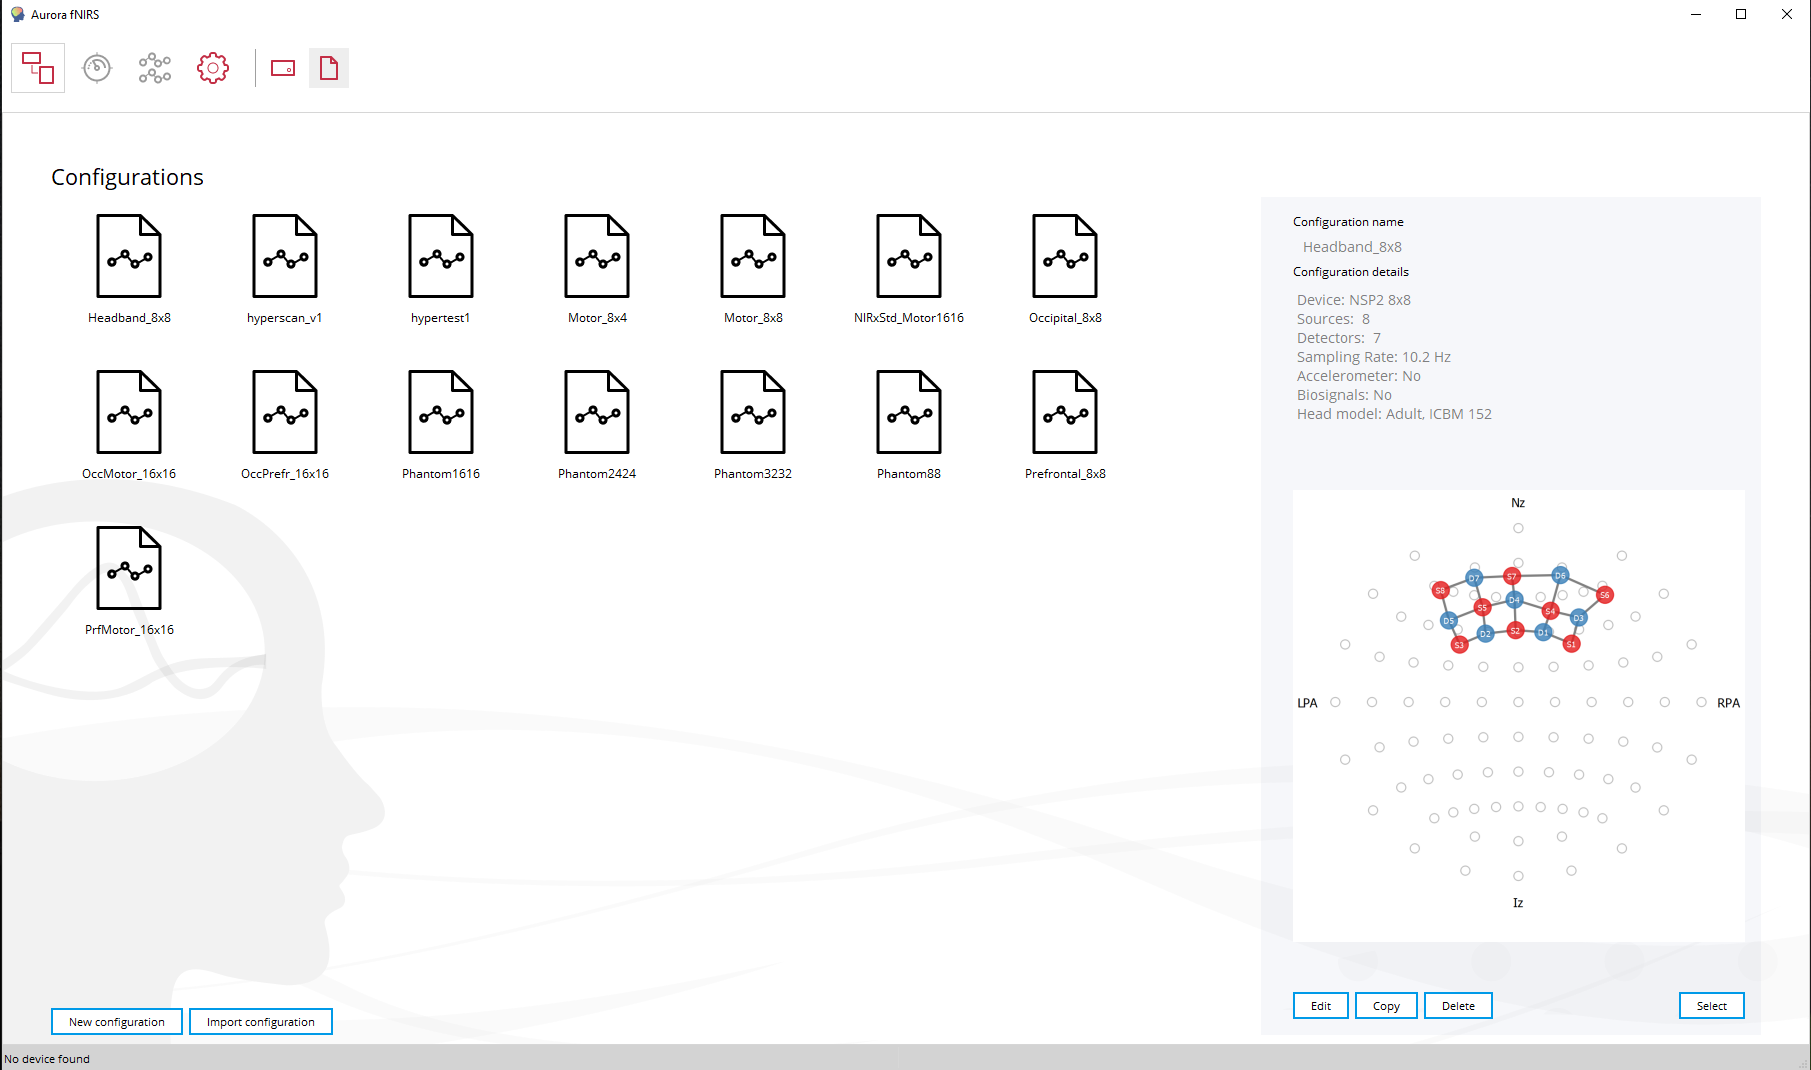 Aurora fNIRS
Configurations
Headband_8x8
hyperscan_v1
hypertest1
Motor_8x4
Motor_8x8
NIRxStd_Motor1616
Occipital_8x8
OccMotor_16x16
OccPrefr_16x16
Phantom1616
Phantom2424
Phantom3232
Phantom88
Prefrontal_8x8
PrfMotor_16x16
New configuration
Import configuration
Configuration name
Headband_8x8
Configuration details
Device: NSP2 8x8
Sources: 8
Detectors: 7
Sampling Rate: 10.2 Hz
Accelerometer: No
Biosignals: No
Head model: Adult, ICBM 152
Nz
D7 S7 D6
S8 S6
S5 D4 S4
D5 D3
S3 D2 S2 D1 S1
LPA RPA
Iz
Edit Copy Delete Select
No device found